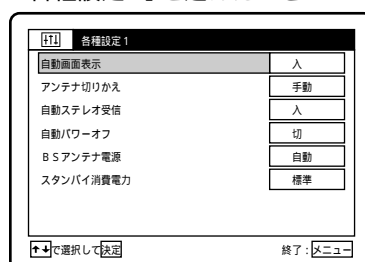 各種設定1
自動画面表示 入
アンテナ切りかえ 手動
自動ステレオ受信 入
自動パワーオフ 切
BSアンテナ電源 自動
スタンバイ消費電力 標準
で選択して決定 終了:メニュー